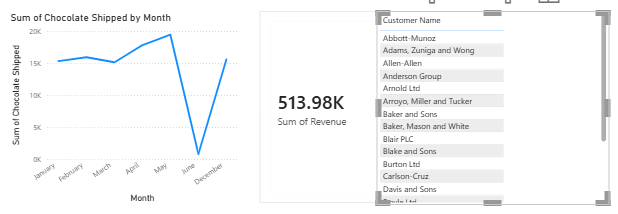 Sum of Chocolate Shipped by Month
Sum of Chocolate Shipped
20K
15K
10K
5K
0K
January
February
March
April
May
June
December
Month
513.98K
Sum of Revenue
Customer Name
Abbott-Munoz
Adams, Zuniga and Wong
Allen-Allen
Anderson Group
Arnold Ltd
Arroyo, Miller and Tucker
Baker and Sons
Baker, Mason and White
Blair PLC
Blake and Sons
Burton Ltd
Carlson-Cruz
Davis and Sons